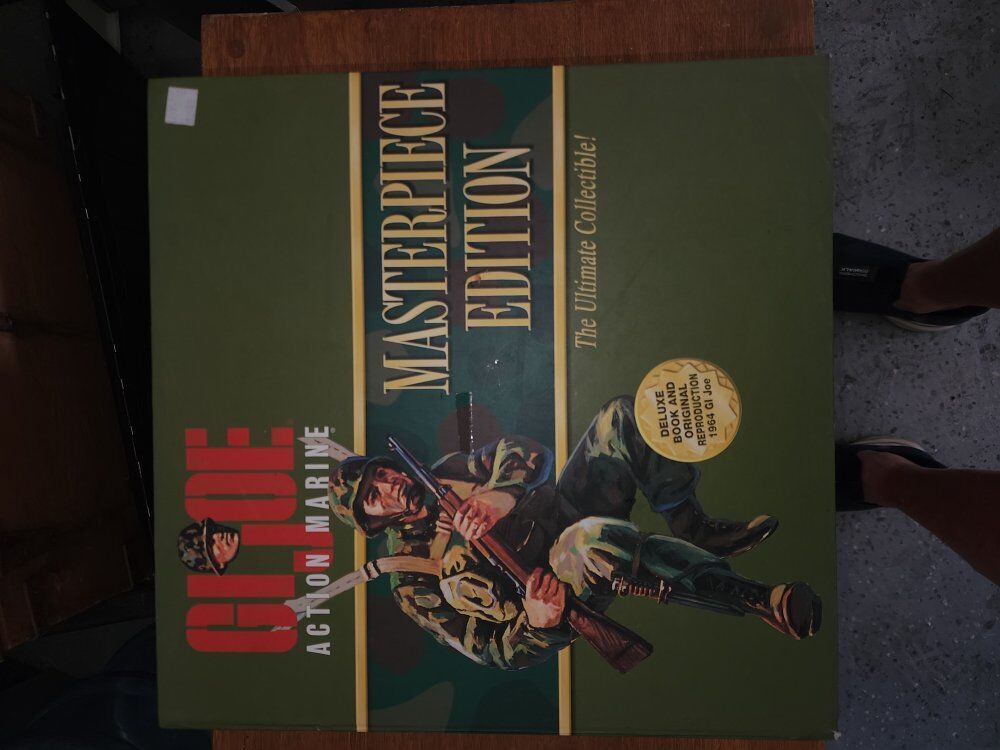 GI JOE
ACTION MARINE®
MASTERPIECE
EDITION
The Ultimate Collectible!
DELUXE
BOOK AND
ORIGINAL
REPRODUCTION
1964 GI Joe